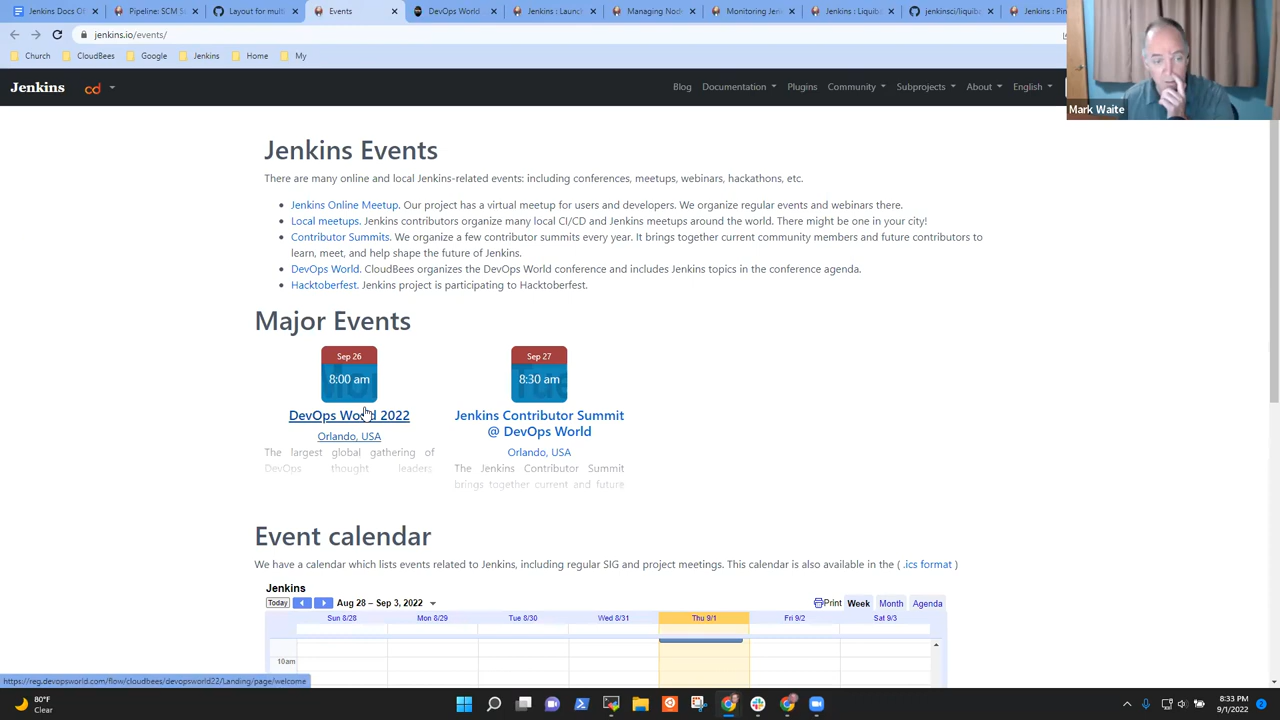 Jenkins Docs O
Pipeline: SCM S
Layout for mult
Events
DevOps World
Jenkins : Launc
Managing Nod
Monitoring Jen
Jenkins : Liquib
jenkinsci/liquib
Jenkins : Pin
jenkins.io/events/
Church
CloudBees
Google
Jenkins
Home
My
Jenkins
cd
Blog
Documentation
Plugins
Community
Subprojects
About
English
Mark Waite
Jenkins Events
There are many online and local Jenkins-related events: including conferences, meetups, webinars, hackathons, etc.
Jenkins Online Meetup. Our project has a virtual meetup for users and developers. We organize regular events and webinars there.
Local meetups. Jenkins contributors organize many local CI/CD and Jenkins meetups around the world. There might be one in your city!
Contributor Summits. We organize a few contributor summits every year. It brings together current community members and future contributors to
learn, meet, and help shape the future of Jenkins.
DevOps World. CloudBees organizes the DevOps World conference and includes Jenkins topics in the conference agenda.
Hacktoberfest. Jenkins project is participating to Hacktoberfest.
Major Events
Sep 26
8:00 am
DevOps World 2022
Orlando, USA
The largest global gathering of
DevOps thought leaders
Sep 27
8:30 am
Jenkins Contributor Summit
@ DevOps World
Orlando, USA
The Jenkins Contributor Summit
brings together current and future
Event calendar
We have a calendar which lists events related to Jenkins, including regular SIG and project meetings. This calendar is also available in the ( .ics format )
Jenkins
Today
Aug 28 – Sep 3, 2022
Print
Week
Month
Agenda
Sun 8/28
Mon 8/29
Tue 8/30
Wed 8/31
Thu 9/1
Fri 9/2
Sat 9/3
10am
https://reg.devopsworld.com/flow/cloudbees/devopsworld22/Landing/page/welcome
80°F
Clear
8:33 PM
9/1/2022
2